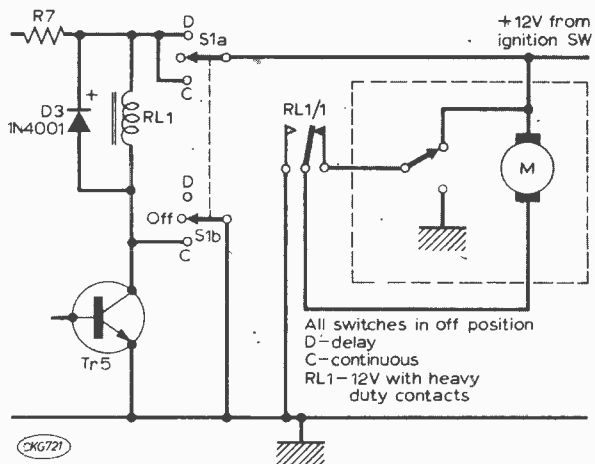 R7
D
S1a
+12V from
ignition SW
C
+
D3
1N4001
RL1
RL1/1
M
D
Off
S1b
C
Tr5
All switches in off position
D-delay
C-continuous
RL1-12V with heavy
duty contacts
CKG721